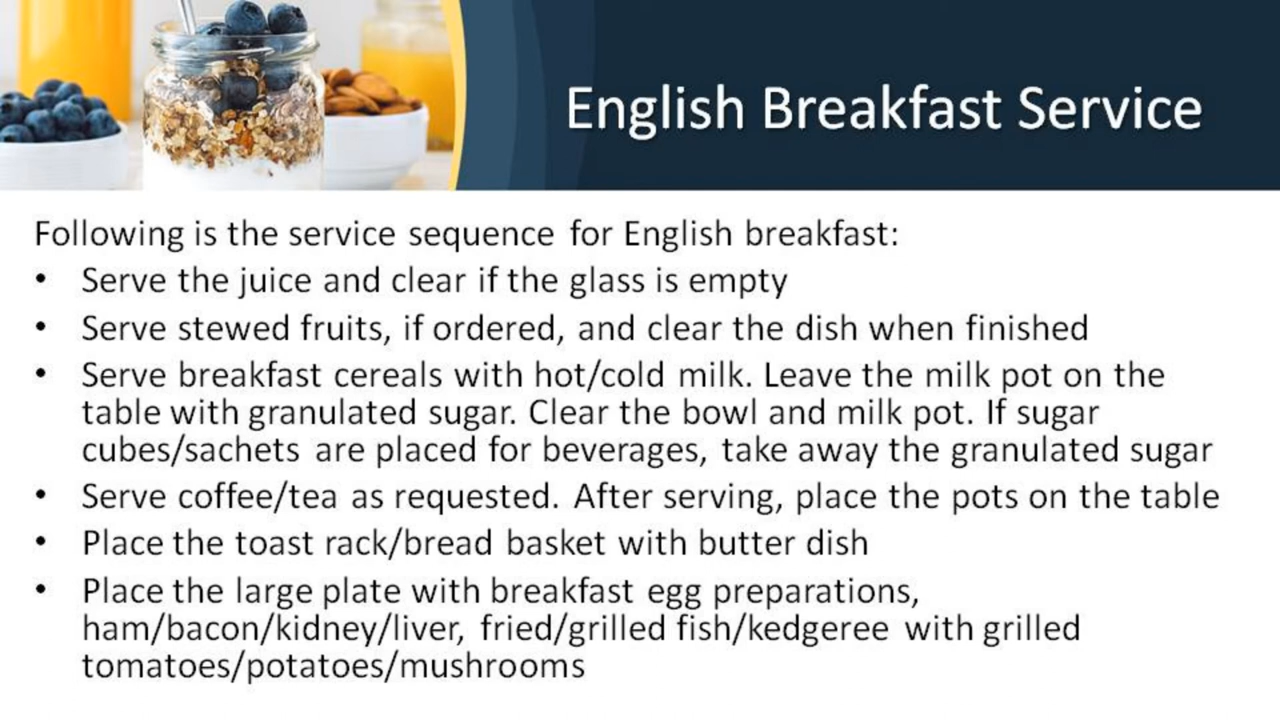 English Breakfast Service
Following is the service sequence for English breakfast:
• Serve the juice and clear if the glass is empty
• Serve stewed fruits, if ordered, and clear the dish when finished
• Serve breakfast cereals with hot/cold milk. Leave the milk pot on the
table with granulated sugar. Clear the bowl and milk pot. If sugar
cubes/sachets are placed for beverages, take away the granulated sugar
• Serve coffee/tea as requested. After serving, place the pots on the table
• Place the toast rack/bread basket with butter dish
• Place the large plate with breakfast egg preparations,
ham/bacon/kidney/liver, fried/grilled fish/kedgeree with grilled
tomatoes/potatoes/mushrooms